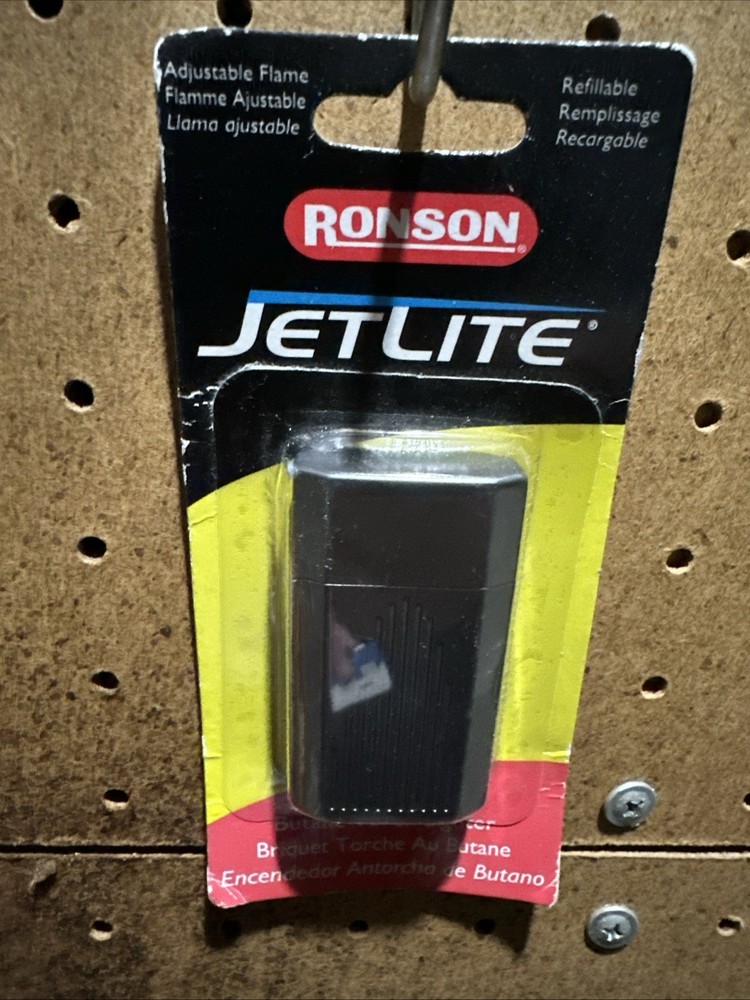 Adjustable Flame
Flamme Ajustable
Llama ajustable
Refillable
Remplissage
Recargable
RONSON®
JETLITE®
Butane
Briquet Torche Au Butane
Encendedor Antorcha de Butano